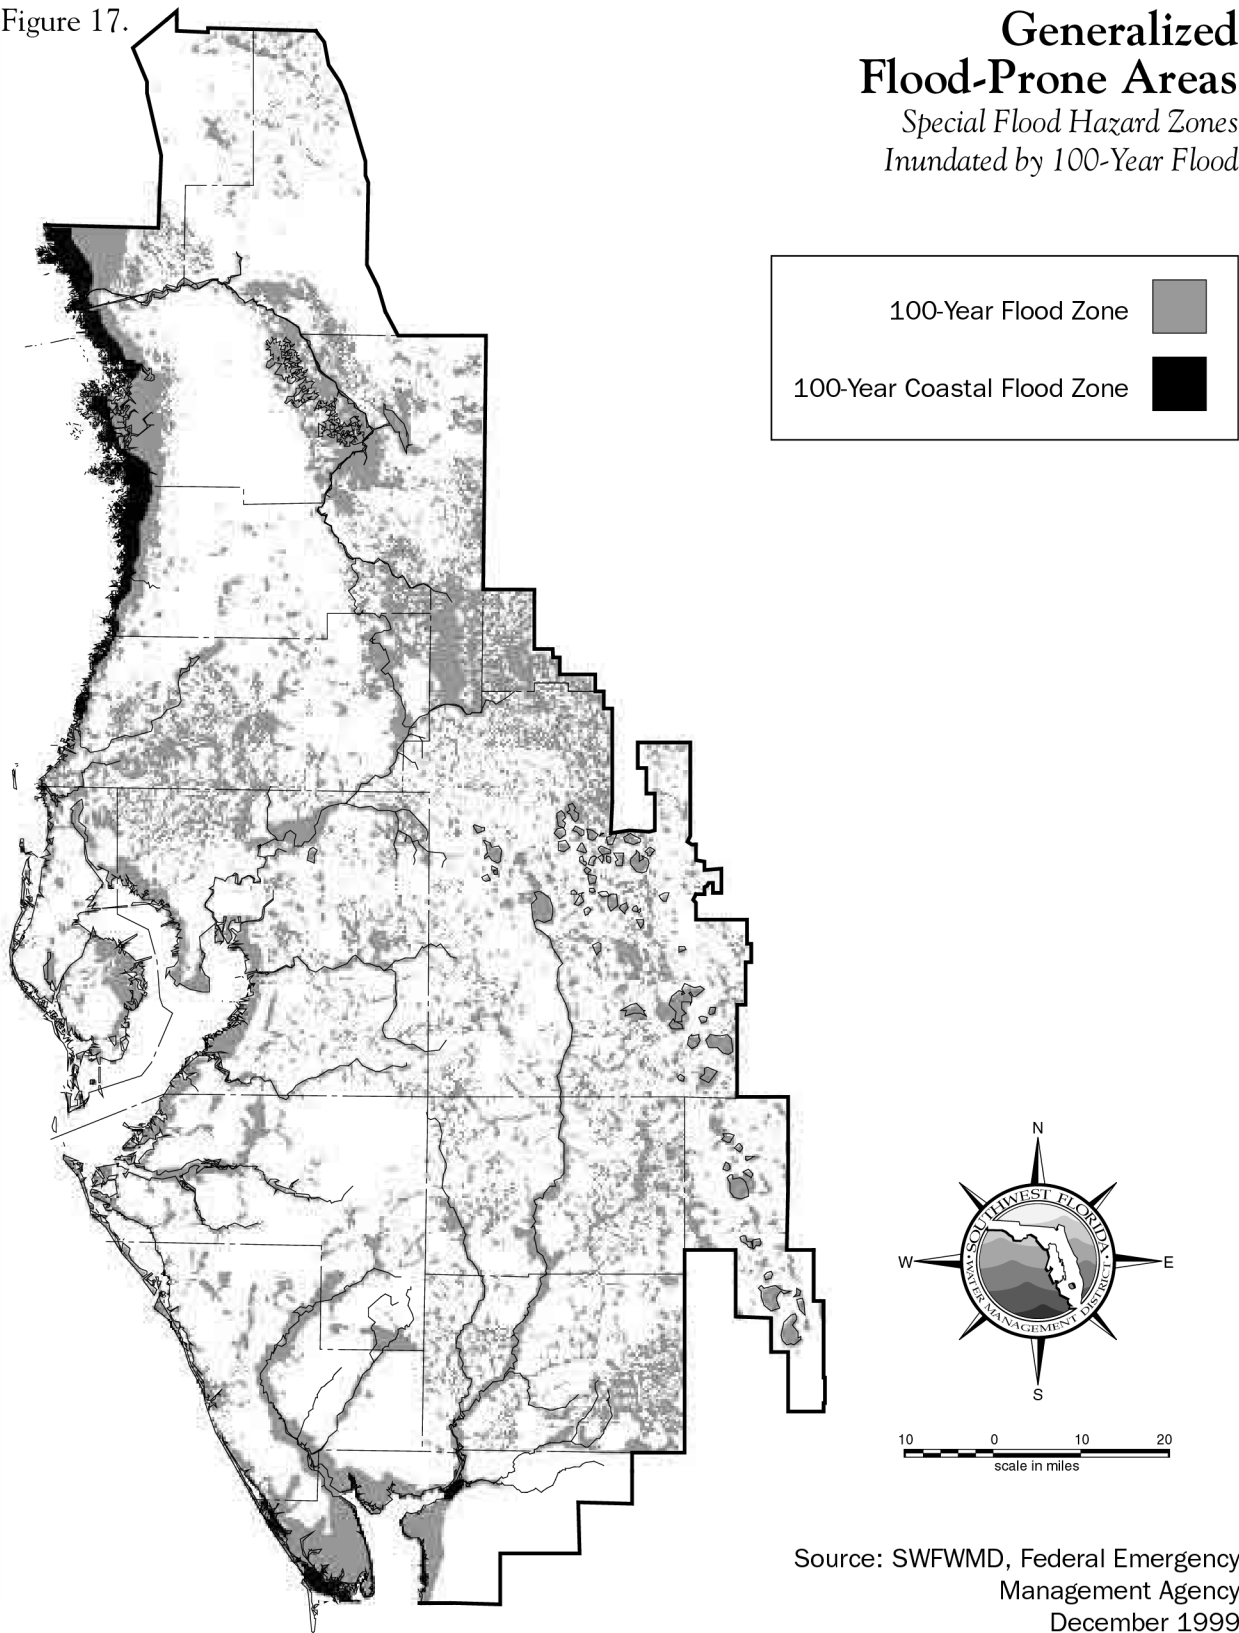 Figure 17.
Generalized
Flood-Prone Areas
Special Flood Hazard Zones
Inundated by 100-Year Flood
100-Year Flood Zone
100-Year Coastal Flood Zone
N
W
E
S
SOUTHWEST FLORIDA
WATER MANAGEMENT DISTRICT
10 0 10 20
scale in miles
Source: SWFWMD, Federal Emergency
Management Agency
December 1999